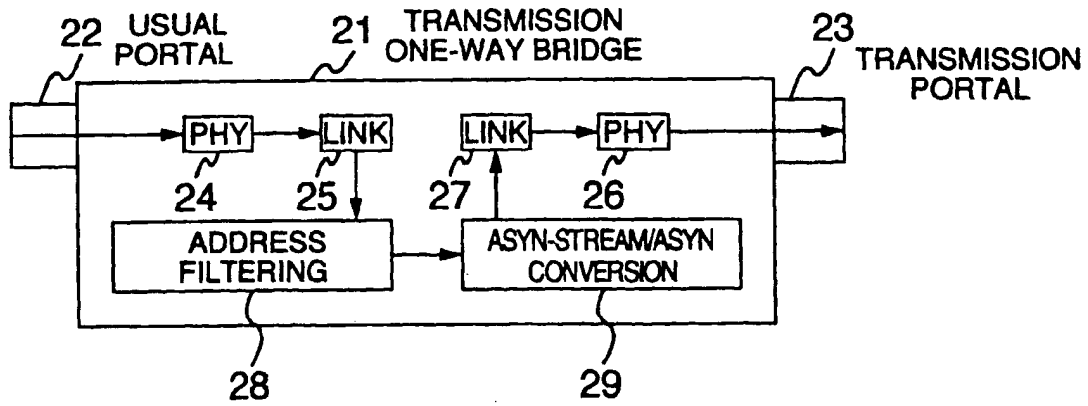 22 USUAL
PORTAL
21 TRANSMISSION
ONE-WAY BRIDGE
23
TRANSMISSION
PORTAL
PHY
LINK
LINK
PHY
24
25
27
26
ADDRESS
FILTERING
ASYN-STREAM/ASYN
CONVERSION
28
29